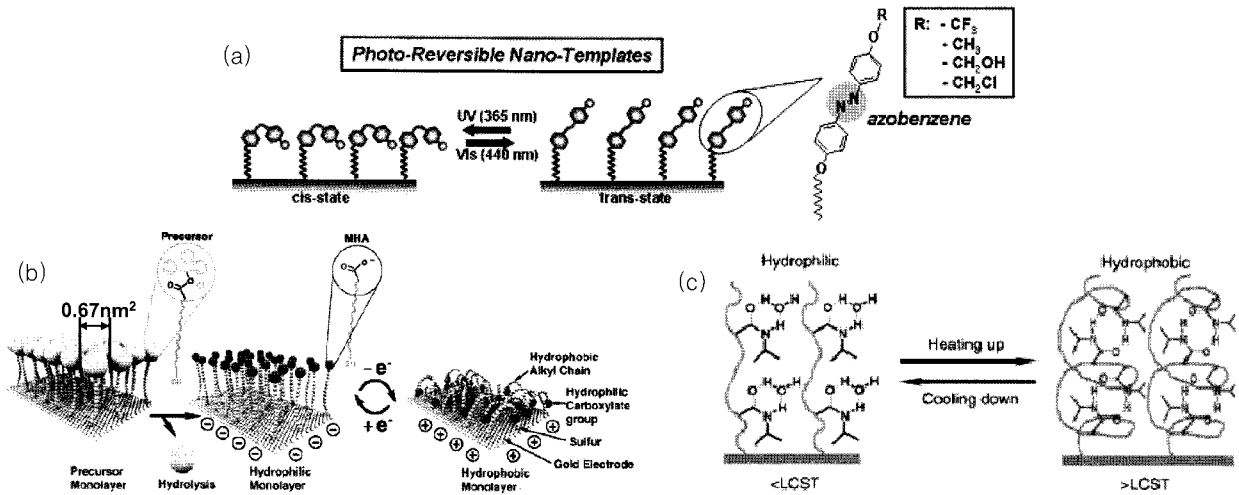 (a)
Photo-Reversible Nano-Templates
UV (365 nm)
Vis (440 nm)
cis-state
trans-state
R
O
N
N
azobenzene
O
R: - CF₃
- CH₃
- CH₂OH
- CH₂Cl
(b)
Precursor
0.67nm²
MHA
Hydrophobic
Alkyl Chain
Hydrophilic
Carboxylate
group
Sulfur
Gold Electrode
− e⁻
+ e⁻
Precursor
Monolayer
Hydrolysis
Hydrophilic
Monolayer
Hydrophobic
Monolayer
(c)
Hydrophilic
Hydrophobic
Heating up
Cooling down
<LCST
>LCST